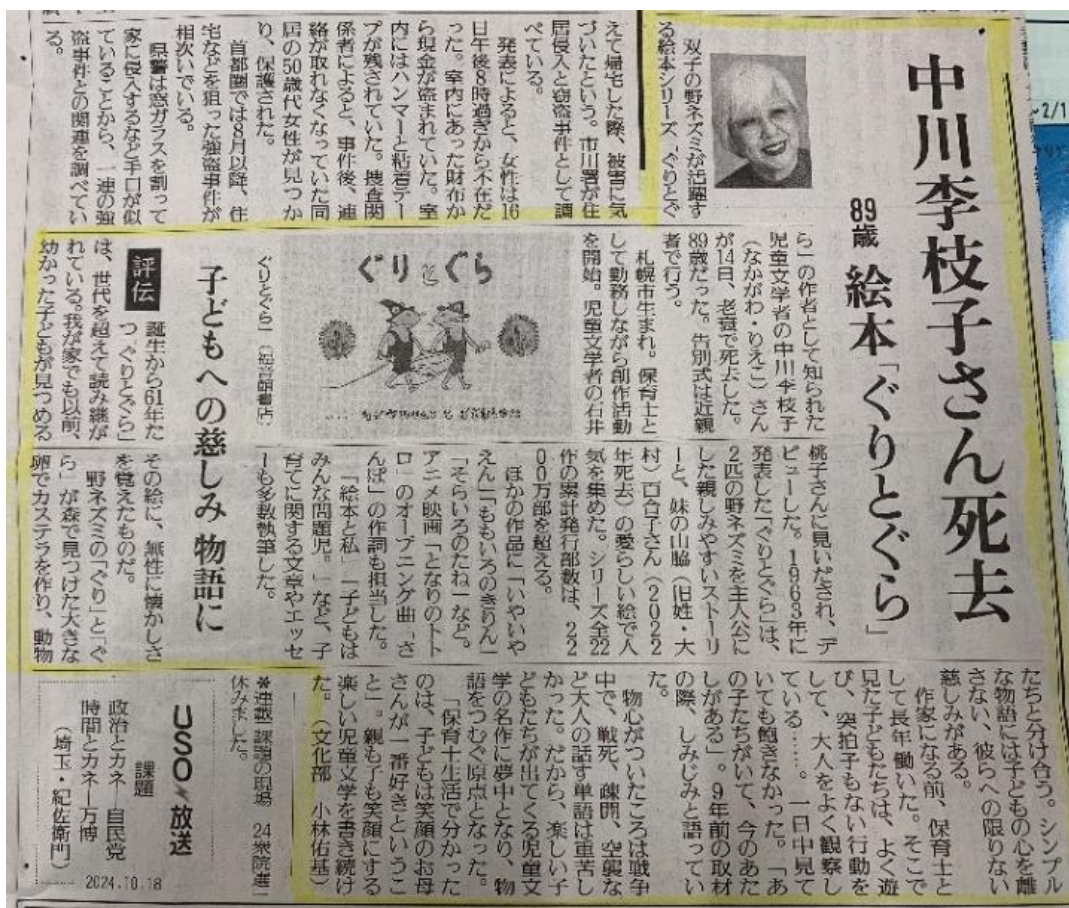 中川李枝子さん死去
89歳 絵本「ぐりとぐら」
双子の野ネズミが活躍す
る絵本シリーズ「ぐりとぐ
ら」の作者として知られた
児童文学者の中川李枝子
(なかがわ・りえこ)さん
が14日、老衰で死去した。
89歳だった。告別式は近親
者で行う。
札幌市生まれ。保育士と
して勤務しながら創作活動
を開始。児童文学者の石井
桃子さんに見いだされ、デ
ビューした。1963年に
発表した「ぐりとぐら」は、
2匹の野ネズミを主人公に
した親しみやすいストーリ
ーと、妹の山脇(旧姓・大
村)百合子さん(2022
年死去)の愛らしい絵で人
気を集めた。シリーズ全22
作の累計発行部数は、22
00万部を超える。
ほかの作品に「いやいや
えん」「ももいろのきりん」
「そらいろのたね」など。
アニメ映画「となりのトト
ロ」のオープニング曲「さ
んぽ」の作詞も担当した。
「絵本と私」「子どもは
みんな問題児。」など、子
育てに関する文章やエッセ
ーも多数執筆した。
ぐりとぐら
「ぐりとぐら」(福音館書店)
子どもへの慈しみ 物語に
評伝
誕生から61年た
つ「ぐりとぐら」
は、世代を超えて読み継が
れている。我が家でも以前、
幼かった子どもが見つめる
その絵に、無性に懐かしさ
を覚えたものだ。
野ネズミの「ぐり」と「ぐ
ら」が森で見つけた大きな
卵でカステラを作り、動物
たちと分け合う。シンプル
な物語には子どもの心を離
さない、彼らへの限りない
慈しみがある。
作家になる前、保育士と
して長年働いた。そこで
見た子どもたちは、よく遊
び、突拍子もない行動を
して、大人をよく観察し
ている……。一日中見て
いても飽きなかった。「あ
の子たちがいて、今のあた
しがある」。9年前の取材
の際、しみじみと語ってい
た。
物心がついたころは戦争
中で、戦死、疎開、空襲な
ど大人の話す単語は重苦し
かった。だから、楽しい子
どもたちが出てくる児童文
学の名作に夢中となり、物
語をつむぐ原点となった。
「保育士生活で分かった
のは、子どもは笑顔のお母
さんが一番好きというこ
と」。親も子も笑顔にする
楽しい児童文学を書き続け
た。(文化部 小林佑基)
えて帰宅した際、被害に気
づいたという。市川署が住
居侵入と窃盗事件として調
べている。
発表によると、女性は16
日午後8時過ぎから不在だ
った。室内にあった財布か
ら現金が盗まれていた。室
内にはハンマーと粘着テー
プが残されていた。捜査関
係者によると、事件後、連
絡が取れなくなっていた同
居の50歳代女性が見つか
り、保護された。
首都圏では8月以降、住
宅などを狙った強盗事件が
相次いでいる。
県警は窓ガラスを割って
家に侵入するなど手口が似
ていることから、一連の強
盗事件との関連を調べてい
る。
※連載「課題の現場 24衆院選」
休みました。
USO放送
課題
政治とカネ―自民党
時間とカネ―万博
(埼玉・紀佐衛門)
2024.10.18
~2/1